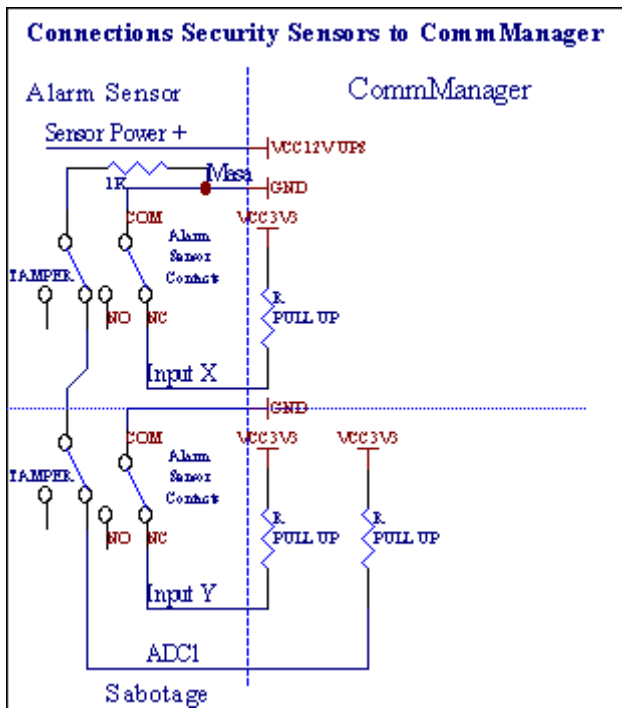 Connections Security Sensors to CommManager
Alarm Sensor
CommManager
Sensor Power +
VCC12V UPS
1K
Masa
GND
COM
VCC3V3
Alarm
Sensor
Contacts
TAMPER
NO
NC
R
PULL UP
Input X
GND
COM
VCC3V3
VCC3V3
Alarm
Sensor
Contacts
TAMPER
NO
NC
R
PULL UP
R
PULL UP
Input Y
ADC1
Sabotage